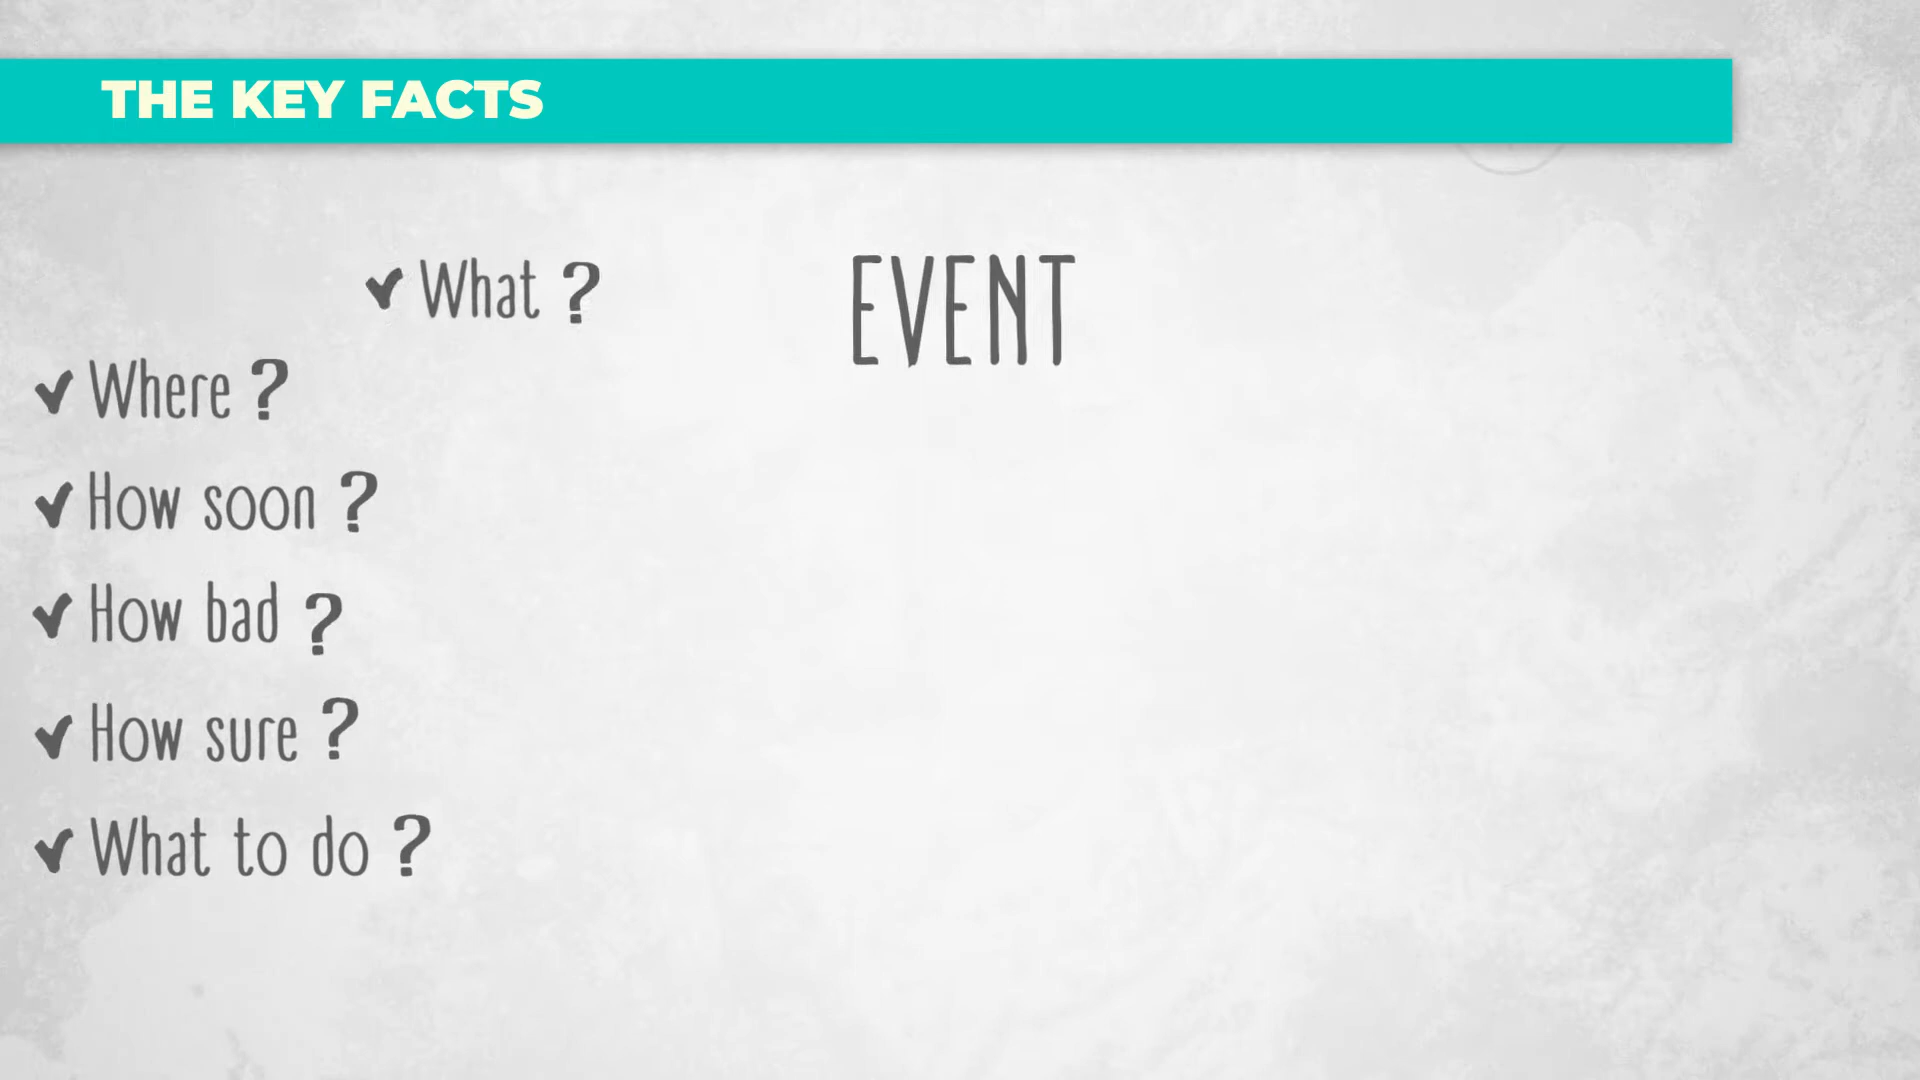 THE KEY FACTS
✔ What ? EVENT
✔ Where ?
✔ How soon ?
✔ How bad ?
✔ How sure ?
✔ What to do ?